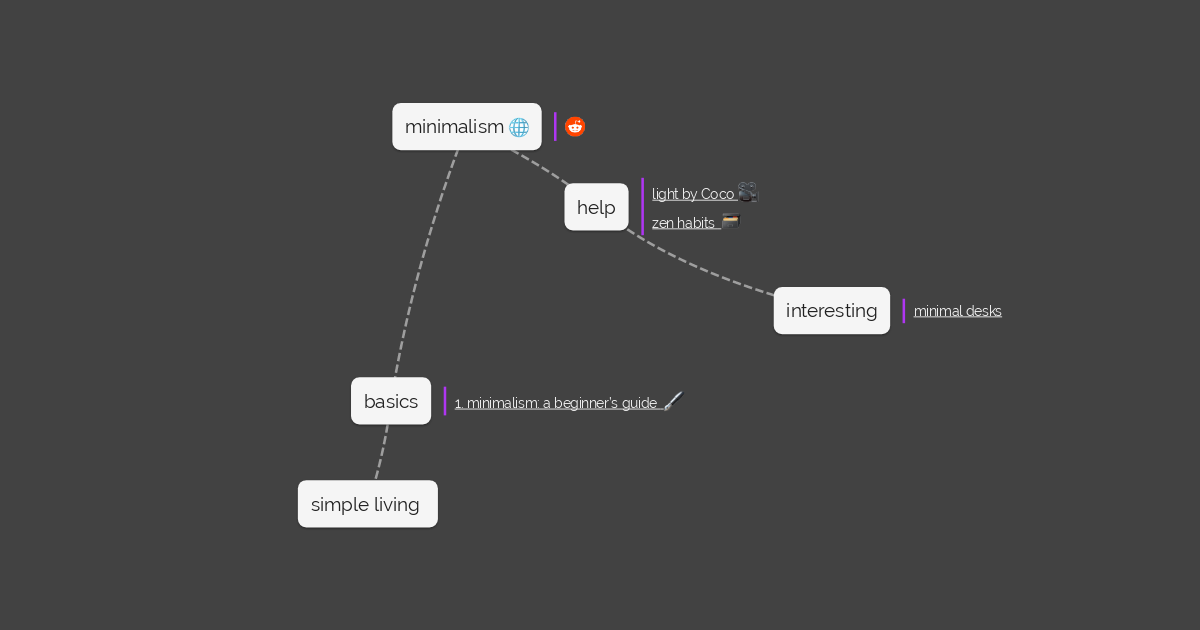 minimalism
help
light by Coco
zen habits
interesting
minimal desks
basics
1. minimalism: a beginner's guide
simple living